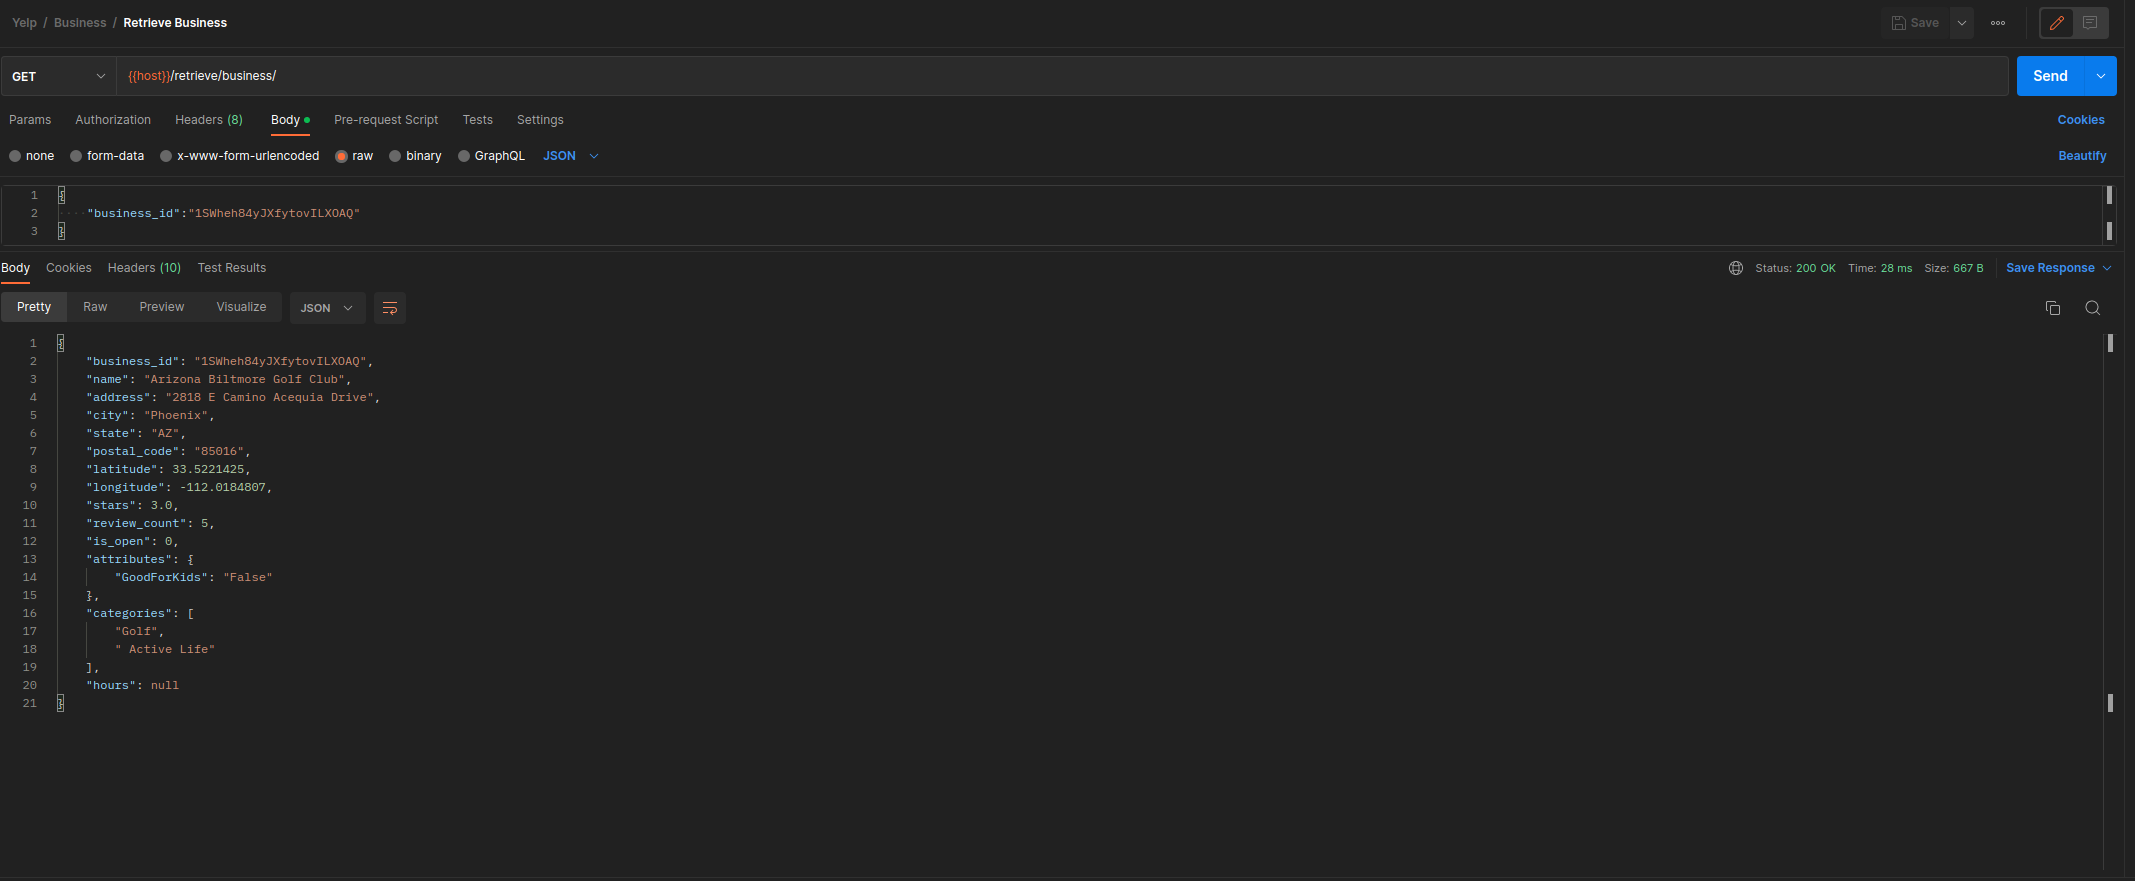 Yelp / Business / Retrieve Business
Save
GET {{host}}/retrieve/business/ Send
Params Authorization Headers (8) Body Pre-request Script Tests Settings Cookies
none form-data x-www-form-urlencoded raw binary GraphQL JSON Beautify
1 {
2 ····"business_id":"1SWheh84yJXfytovILXOAQ"
3 }
Body Cookies Headers (10) Test Results Status: 200 OK Time: 28 ms Size: 667 B Save Response
Pretty Raw Preview Visualize JSON
1 {
2 "business_id": "1SWheh84yJXfytovILXOAQ",
3 "name": "Arizona Biltmore Golf Club",
4 "address": "2818 E Camino Acequia Drive",
5 "city": "Phoenix",
6 "state": "AZ",
7 "postal_code": "85016",
8 "latitude": 33.5221425,
9 "longitude": -112.0184807,
10 "stars": 3.0,
11 "review_count": 5,
12 "is_open": 0,
13 "attributes": {
14 "GoodForKids": "False"
15 },
16 "categories": [
17 "Golf",
18 " Active Life"
19 ],
20 "hours": null
21 }